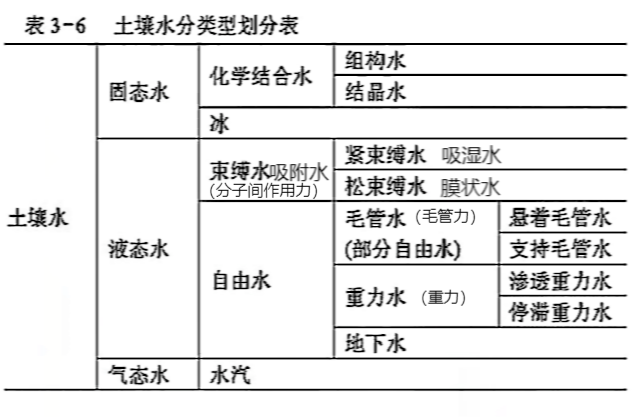 表 3-6 土壤水分类型划分表
土壤水
固态水
化学结合水
组构水
结晶水
冰
液态水
束缚水吸附水
(分子间作用力)
紧束缚水 吸湿水
松束缚水 膜状水
自由水
毛管水 (毛管力)
(部分自由水)
悬着毛管水
支持毛管水
重力水 (重力)
渗透重力水
停滞重力水
地下水
气态水
水汽